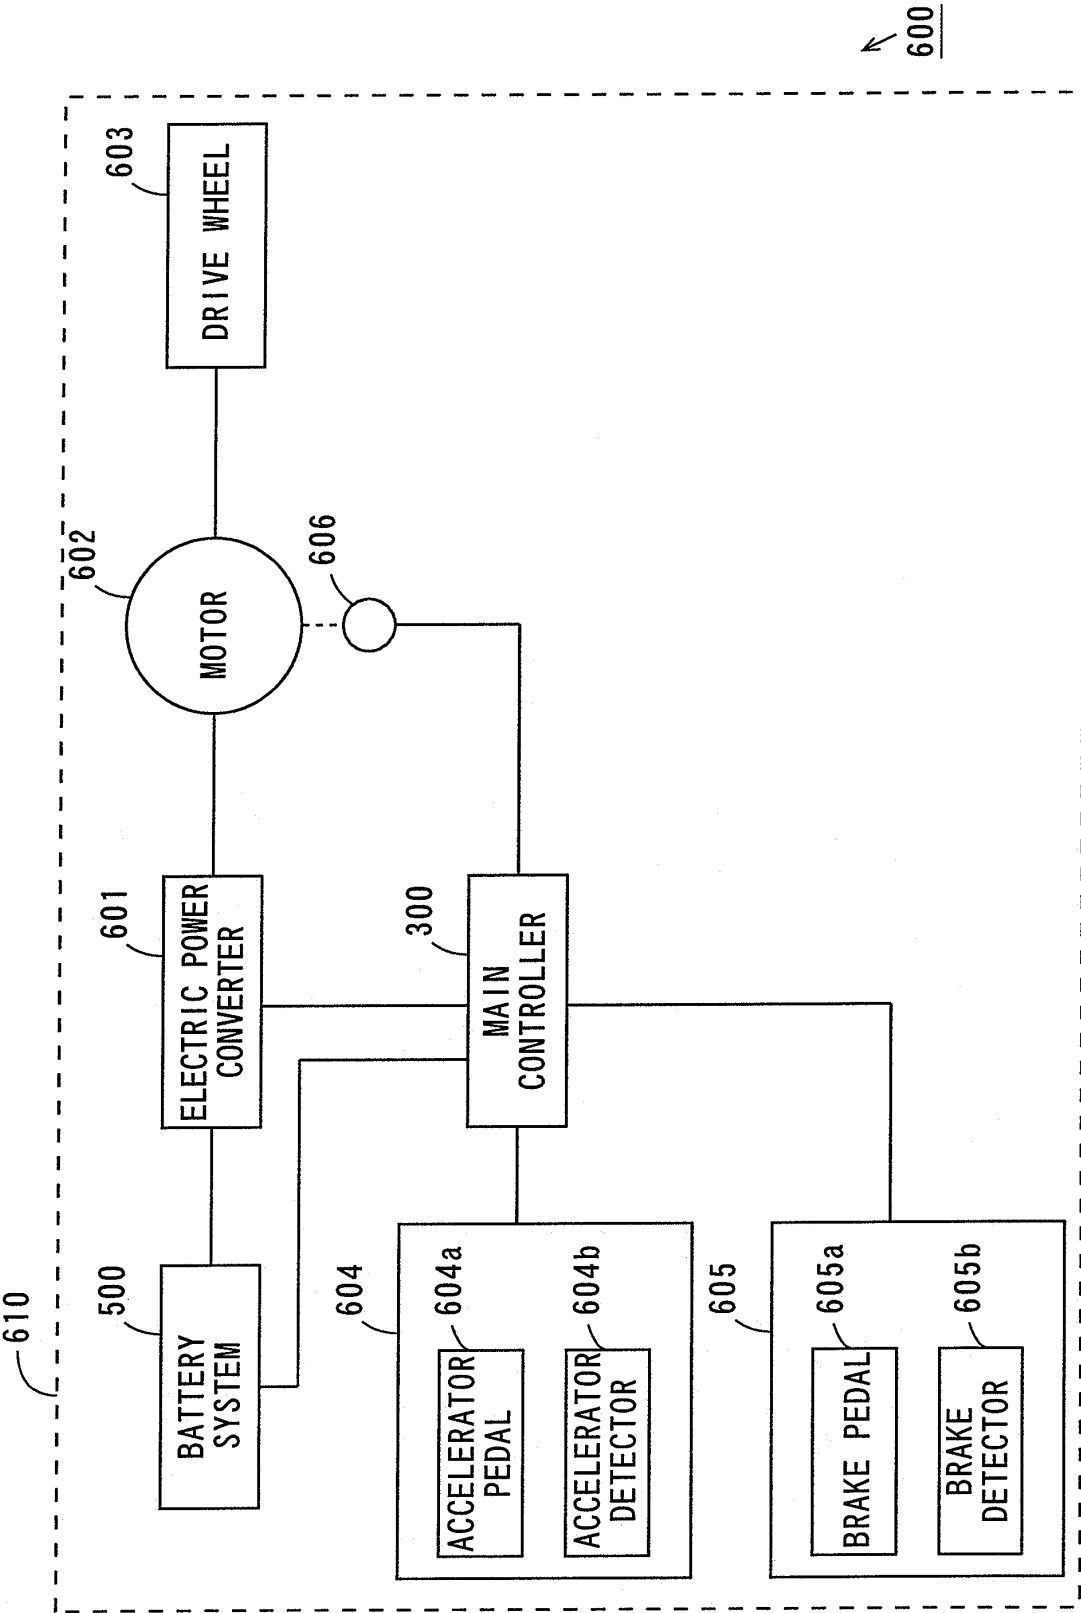 600
610
500
BATTERY
SYSTEM
601
ELECTRIC POWER
CONVERTER
602
MOTOR
603
DRIVE WHEEL
606
300
MAIN
CONTROLLER
604
604a
ACCELERATOR
PEDAL
604b
ACCELERATOR
DETECTOR
605
605a
BRAKE PEDAL
605b
BRAKE
DETECTOR